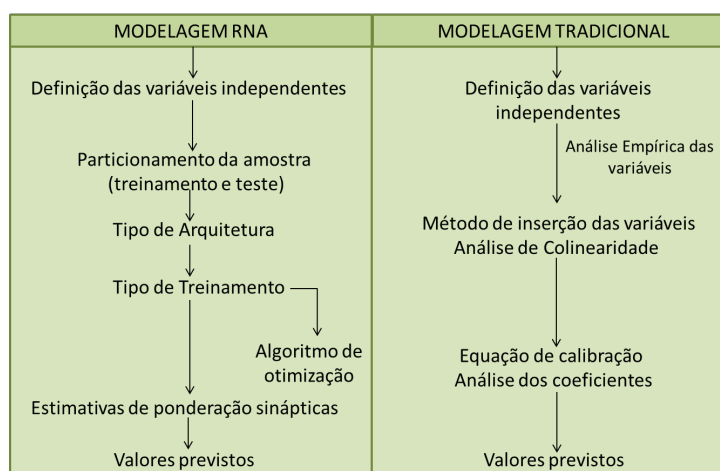 MODELAGEM RNA
Definição das variáveis independentes
Particionamento da amostra
(treinamento e teste)
Tipo de Arquitetura
Tipo de Treinamento
Algoritmo de
otimização
Estimativas de ponderação sinápticas
Valores previstos
MODELAGEM TRADICIONAL
Definição das variáveis
independentes
Análise Empírica das
variáveis
Método de inserção das variáveis
Análise de Colinearidade
Equação de calibração
Análise dos coeficientes
Valores previstos